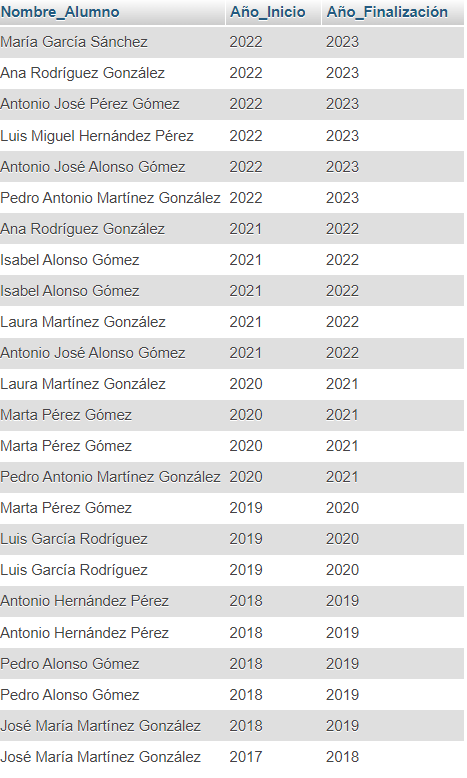 Nombre_Alumno Año_Inicio Año_Finalización
María García Sánchez 2022 2023
Ana Rodríguez González 2022 2023
Antonio José Pérez Gómez 2022 2023
Luis Miguel Hernández Pérez 2022 2023
Antonio José Alonso Gómez 2022 2023
Pedro Antonio Martínez González 2022 2023
Ana Rodríguez González 2021 2022
Isabel Alonso Gómez 2021 2022
Isabel Alonso Gómez 2021 2022
Laura Martínez González 2021 2022
Antonio José Alonso Gómez 2021 2022
Laura Martínez González 2020 2021
Marta Pérez Gómez 2020 2021
Marta Pérez Gómez 2020 2021
Pedro Antonio Martínez González 2020 2021
Marta Pérez Gómez 2019 2020
Luis García Rodríguez 2019 2020
Luis García Rodríguez 2019 2020
Antonio Hernández Pérez 2018 2019
Antonio Hernández Pérez 2018 2019
Pedro Alonso Gómez 2018 2019
Pedro Alonso Gómez 2018 2019
José María Martínez González 2018 2019
José María Martínez González 2017 2018